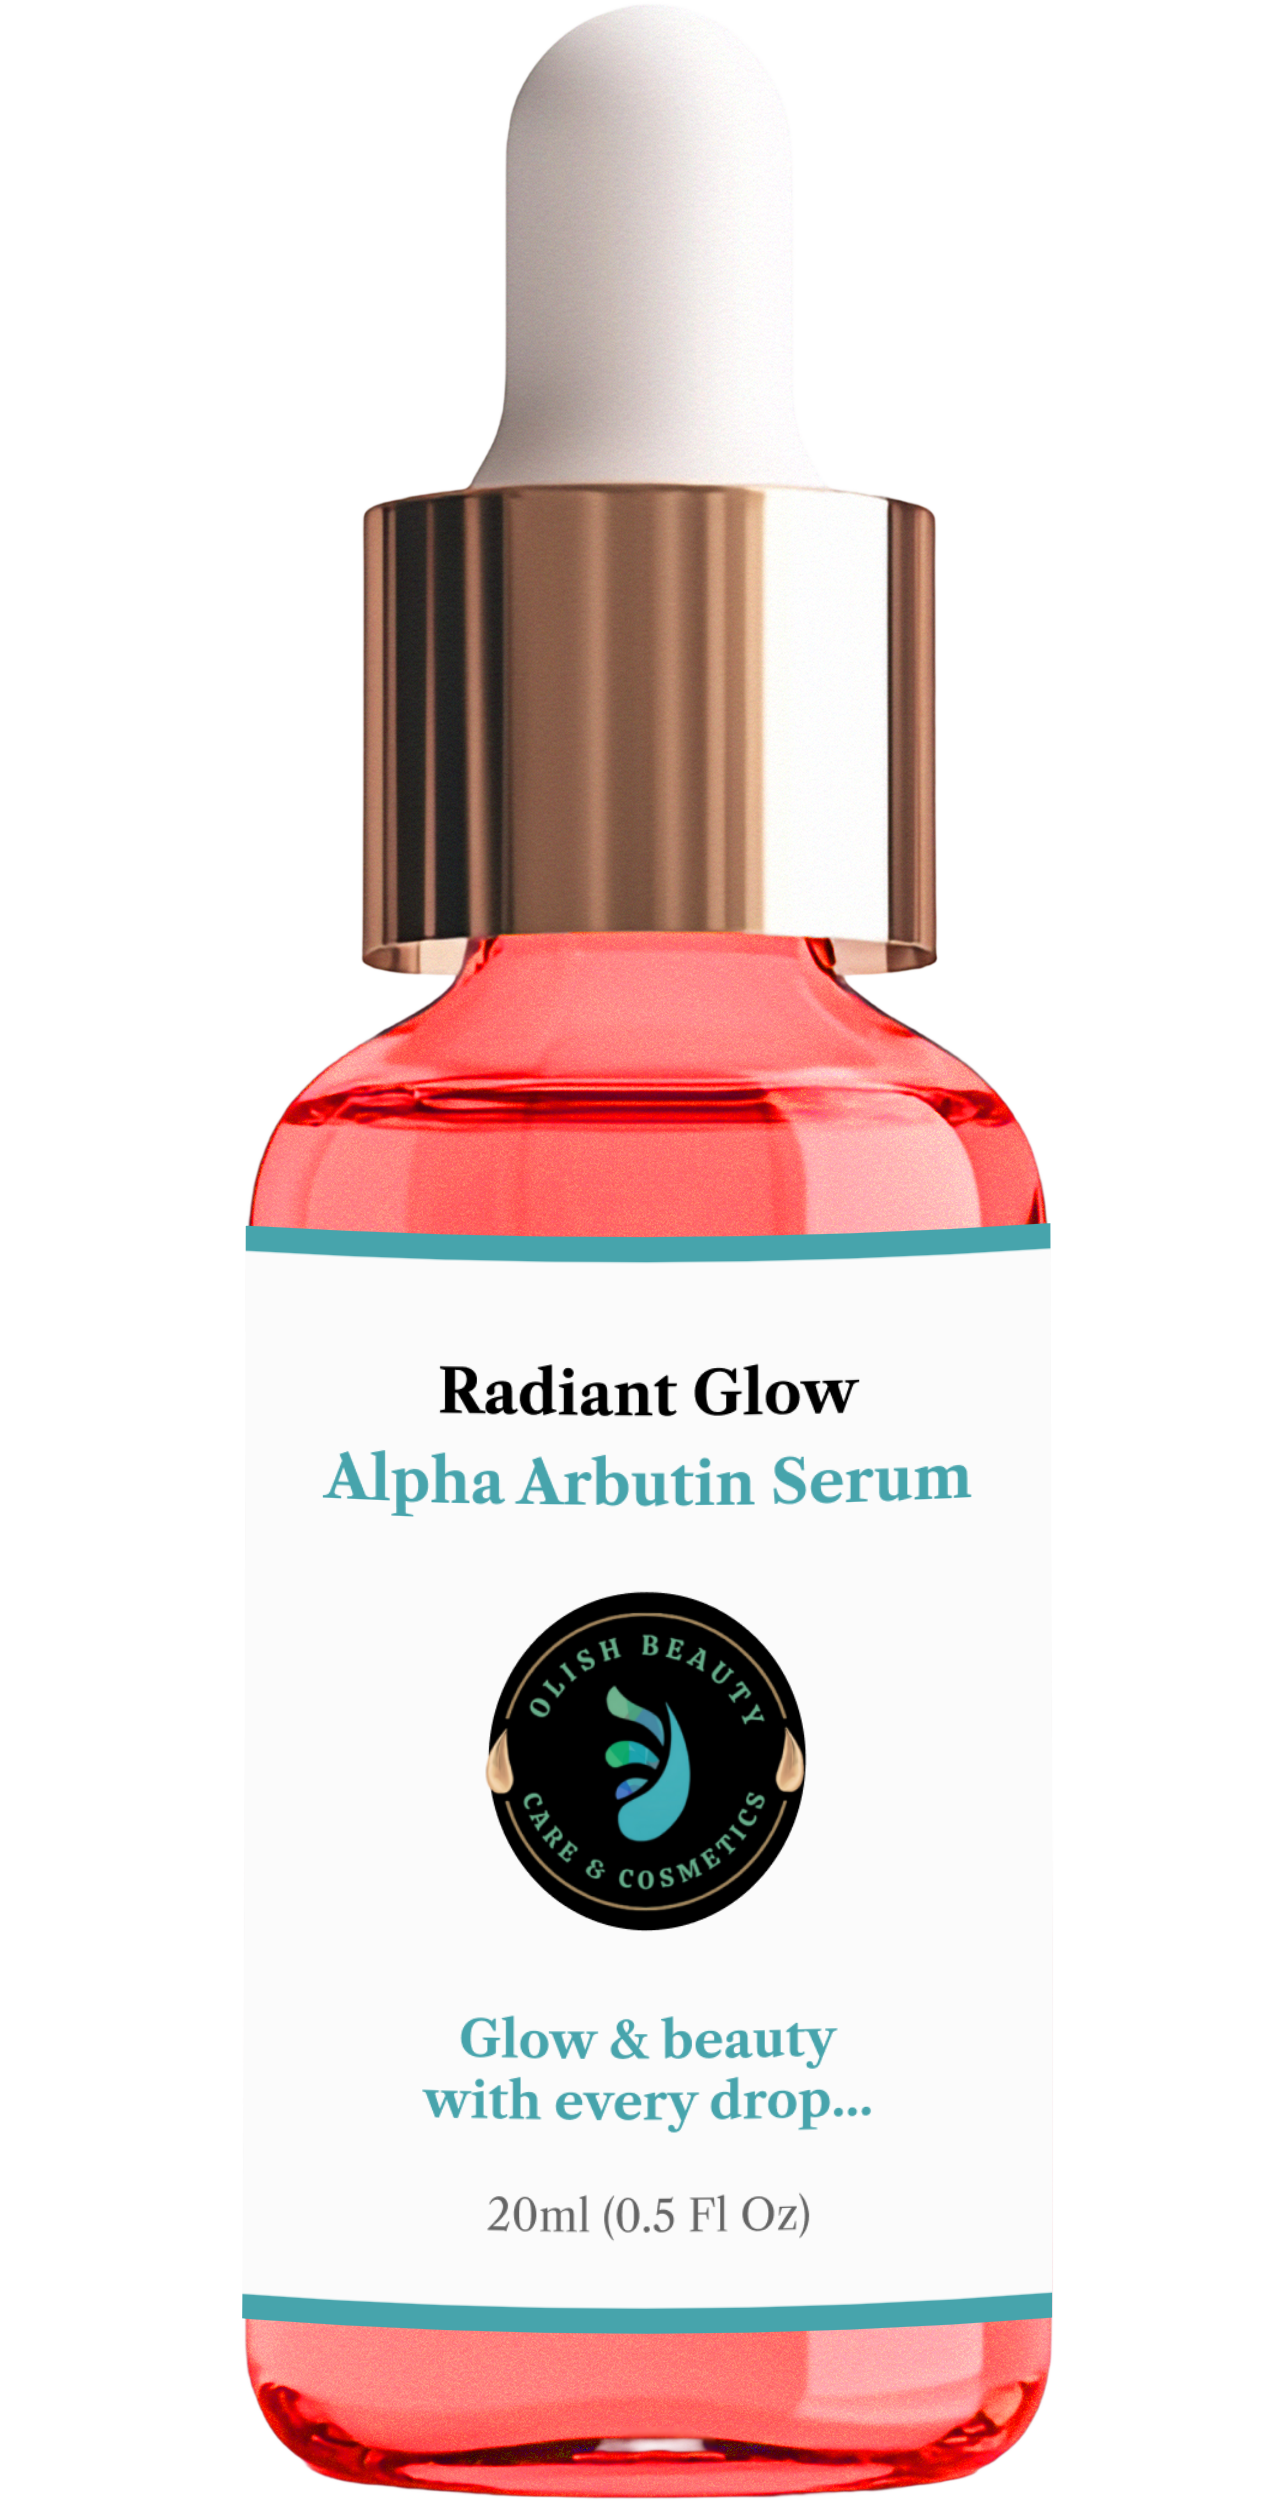 Radiant Glow
Alpha Arbutin Serum
OLISH BEAUTY
CARE & COSMETICS
Glow & beauty
with every drop...
20ml (0.5 Fl Oz)